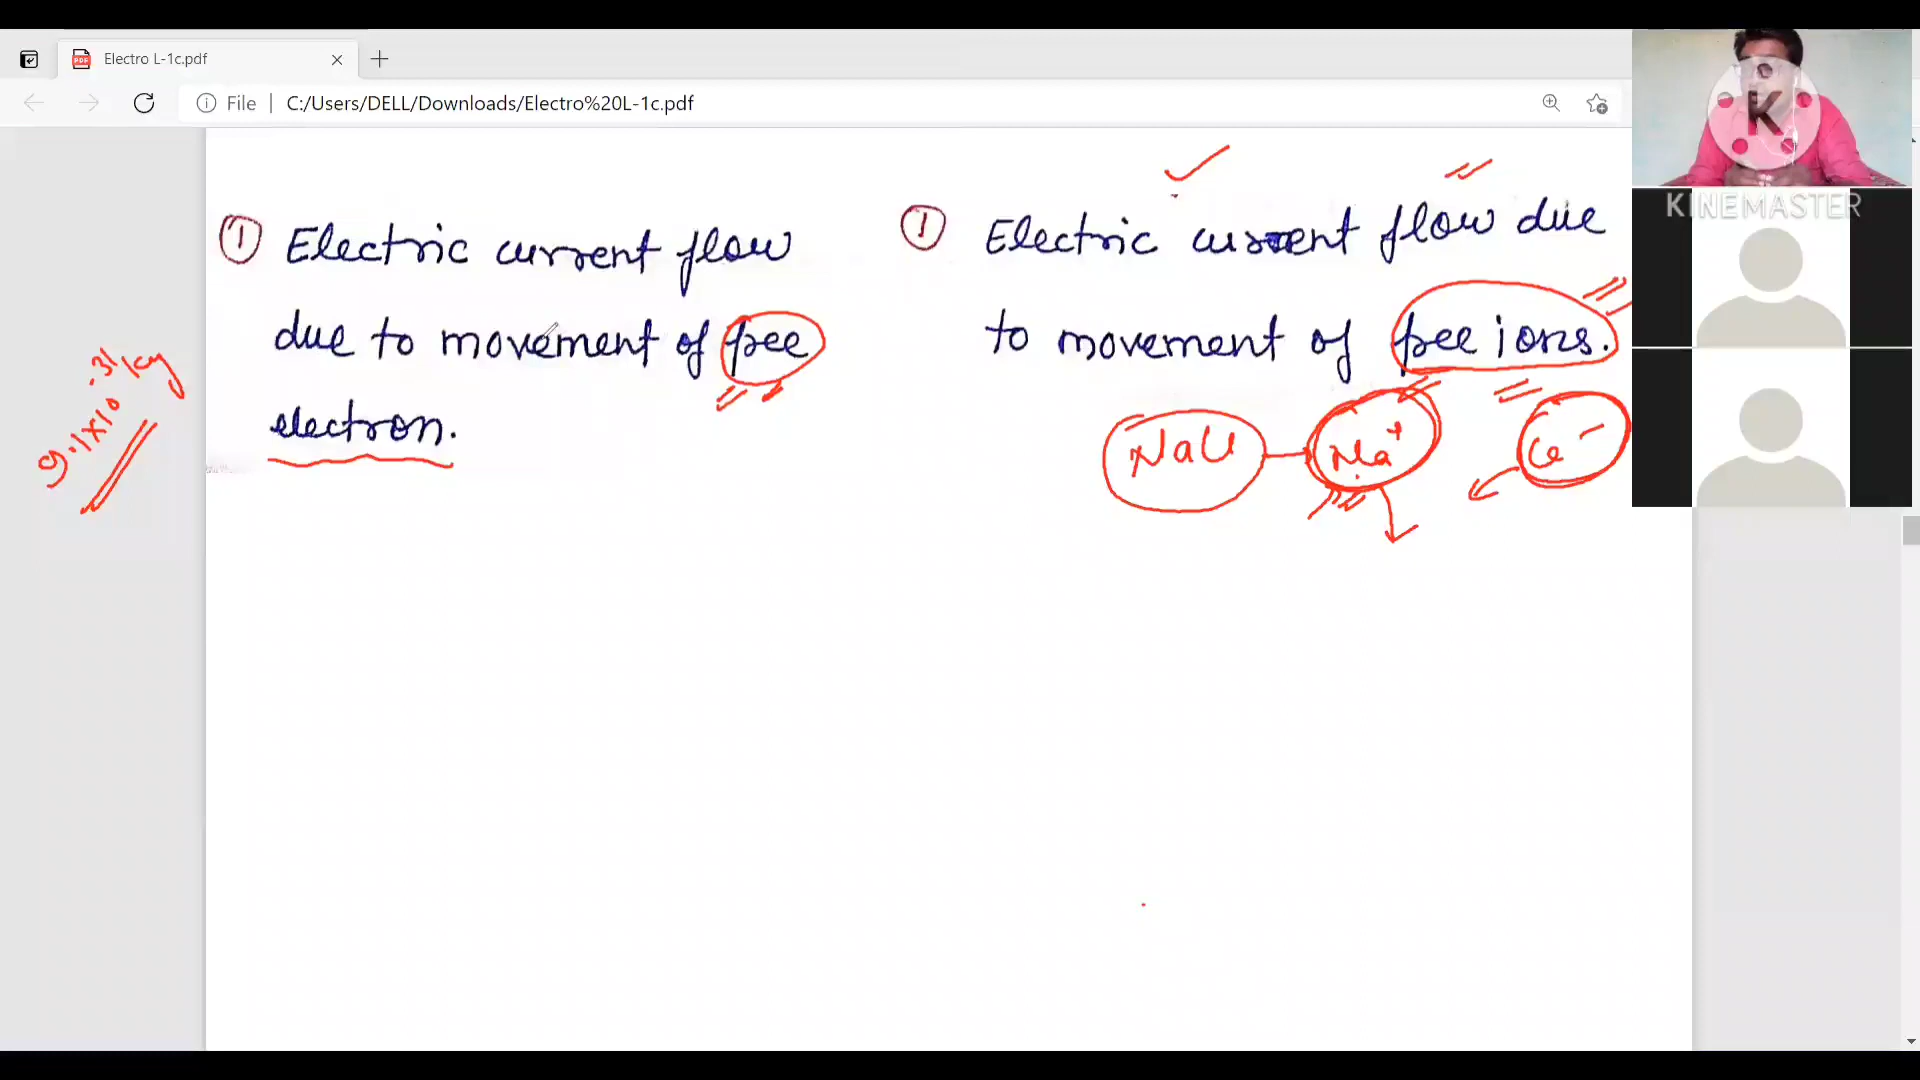 Electro L-1c.pdf
File | C:/Users/DELL/Downloads/Electro%20L-1c.pdf
K
KINEMASTER
① Electric current flow
due to movement of free
electron.
9.1×10⁻³¹ kg
① Electric current flow due
to movement of free ions.
NaCl Na⁺ Cl⁻